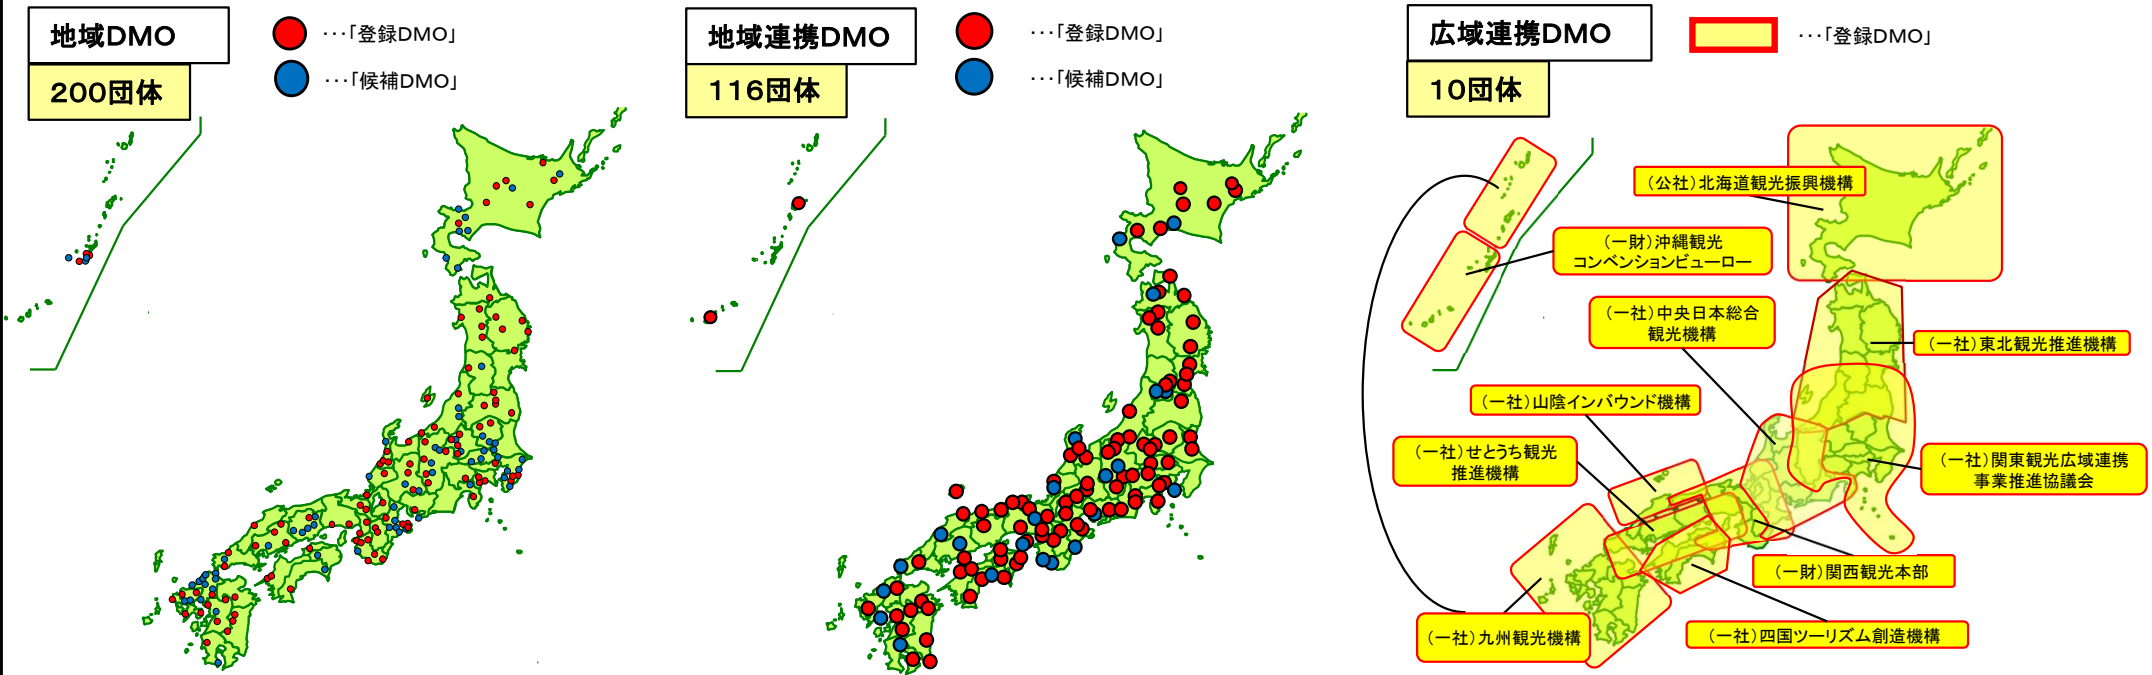 地域DMO
200団体
･･･｢登録DMO｣
･･･｢候補DMO｣
地域連携DMO
116団体
･･･｢登録DMO｣
･･･｢候補DMO｣
広域連携DMO
10団体
･･･｢登録DMO｣
(公社)北海道観光振興機構
(一財)沖縄観光
コンベンションビューロー
(一社)中央日本総合
観光機構
(一社)東北観光推進機構
(一社)山陰インバウンド機構
(一社)せとうち観光
推進機構
(一社)関東観光広域連携
事業推進協議会
(一財)関西観光本部
(一社)九州観光機構
(一社)四国ツーリズム創造機構